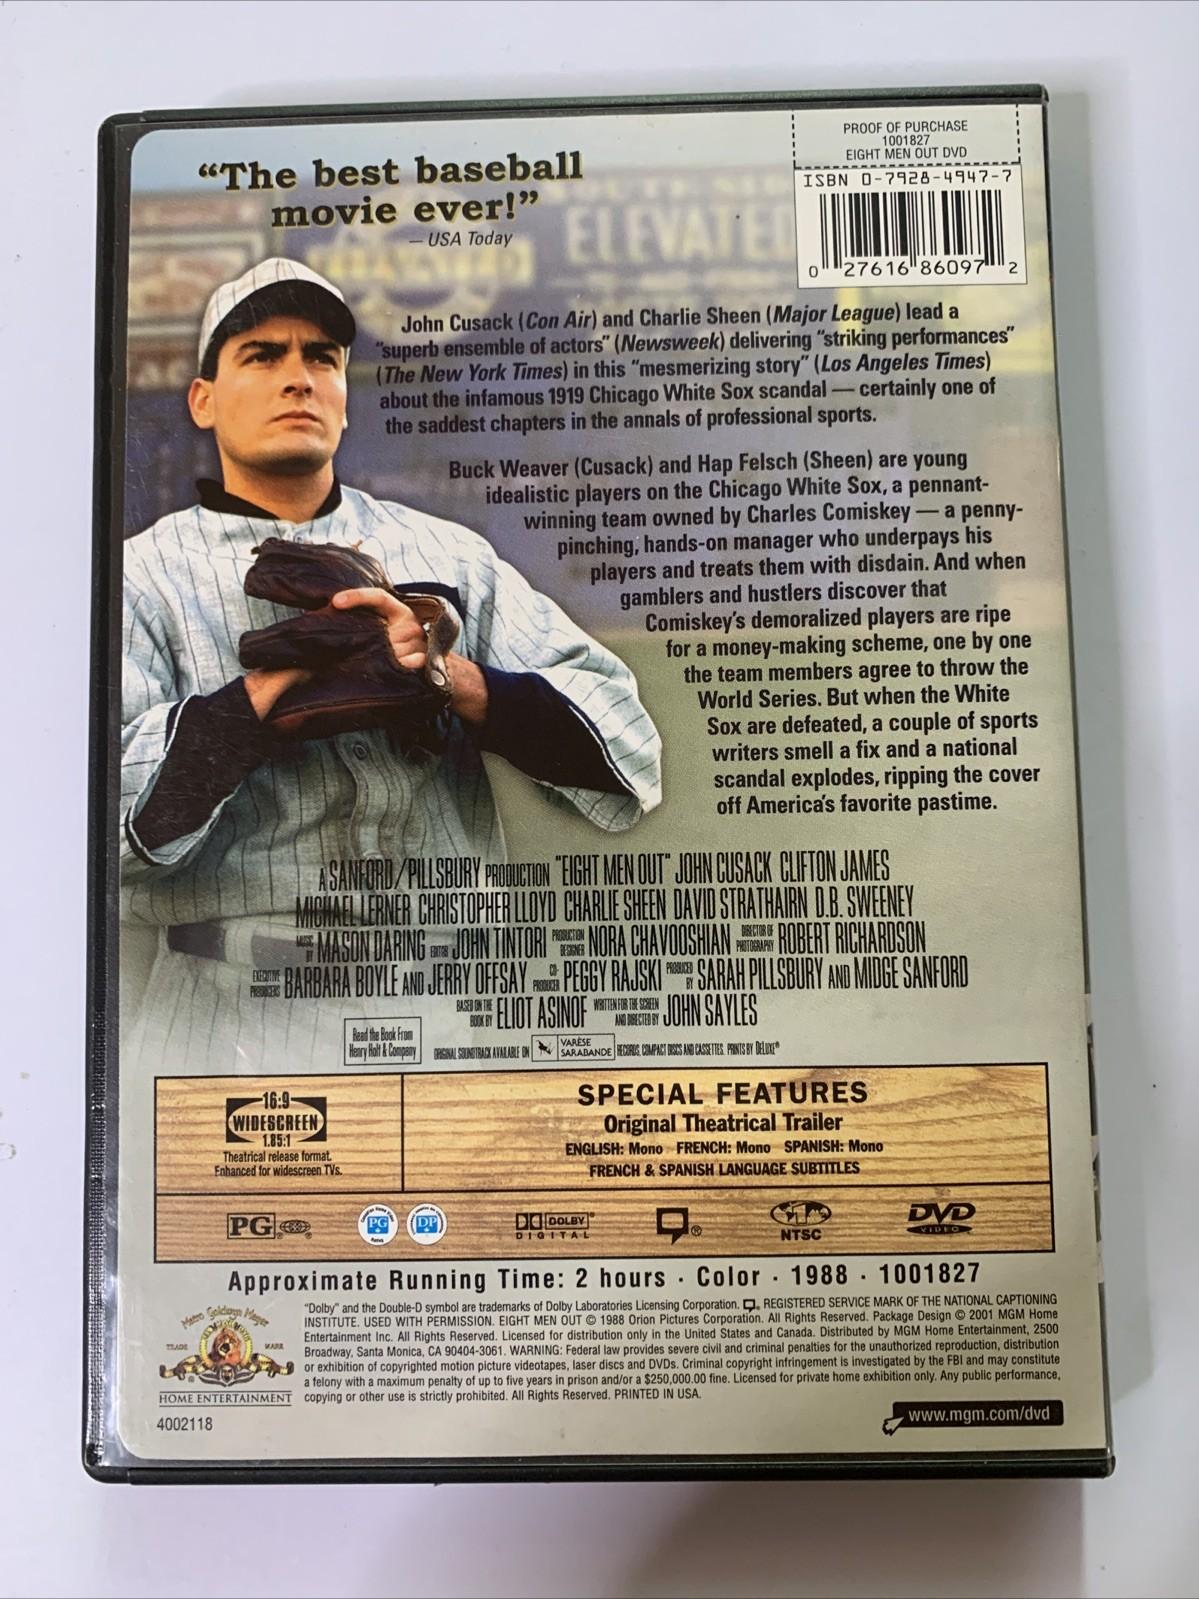 PROOF OF PURCHASE
1001827
EIGHT MEN OUT DVD
ISBN 0-7928-4947-7
0 27616 86097 2
“The best baseball
movie ever!”
— USA Today
ELEVATED
John Cusack (Con Air) and Charlie Sheen (Major League) lead a
“superb ensemble of actors” (Newsweek) delivering “striking performances”
(The New York Times) in this “mesmerizing story” (Los Angeles Times)
about the infamous 1919 Chicago White Sox scandal — certainly one of
the saddest chapters in the annals of professional sports.
Buck Weaver (Cusack) and Hap Felsch (Sheen) are young
idealistic players on the Chicago White Sox, a pennant-
winning team owned by Charles Comiskey — a penny-
pinching, hands-on manager who underpays his
players and treats them with disdain. And when
gamblers and hustlers discover that
Comiskey's demoralized players are ripe
for a money-making scheme, one by one
the team members agree to throw the
World Series. But when the White
Sox are defeated, a couple of sports
writers smell a fix and a national
scandal explodes, ripping the cover
off America's favorite pastime.
A SANFORD/PILLSBURY PRODUCTION "EIGHT MEN OUT" JOHN CUSACK CLIFTON JAMES
MICHAEL LERNER CHRISTOPHER LLOYD CHARLIE SHEEN DAVID STRATHAIRN D.B. SWEENEY
MUSIC BY MASON DARING EDITOR JOHN TINTORI PRODUCTION DESIGNER NORA CHAVOOSHIAN DIRECTOR OF PHOTOGRAPHY ROBERT RICHARDSON
EXECUTIVE PRODUCERS BARBARA BOYLE AND JERRY OFFSAY CO-PRODUCER PEGGY RAJSKI PRODUCED BY SARAH PILLSBURY AND MIDGE SANFORD
BASED ON THE BOOK BY ELIOT ASINOF WRITTEN FOR THE SCREEN AND DIRECTED BY JOHN SAYLES
Read the Book From
Henry Holt & Company
ORIGINAL SOUNDTRACK AVAILABLE ON VARÈSE SARABANDE RECORDS, COMPACT DISCS AND CASSETTES. PRINTS BY DELUXE®
16:9
WIDESCREEN
1.85:1
Theatrical release format.
Enhanced for widescreen TVs.
SPECIAL FEATURES
Original Theatrical Trailer
ENGLISH: Mono FRENCH: Mono SPANISH: Mono
FRENCH & SPANISH LANGUAGE SUBTITLES
PG ®
PG
DP
DOLBY®
DIGITAL
®
NTSC
DVD
VIDEO
Approximate Running Time: 2 hours · Color · 1988 · 1001827
Metro Goldwyn Mayer
TRADE MARK
HOME ENTERTAINMENT
4002118
"Dolby" and the Double-D symbol are trademarks of Dolby Laboratories Licensing Corporation. REGISTERED SERVICE MARK OF THE NATIONAL CAPTIONING
INSTITUTE. USED WITH PERMISSION. EIGHT MEN OUT © 1988 Orion Pictures Corporation. All Rights Reserved. Package Design © 2001 MGM Home
Entertainment Inc. All Rights Reserved. Licensed for distribution only in the United States and Canada. Distributed by MGM Home Entertainment, 2500
Broadway, Santa Monica, CA 90404-3061. WARNING: Federal law provides severe civil and criminal penalties for the unauthorized reproduction, distribution
or exhibition of copyrighted motion picture videotapes, laser discs and DVDs. Criminal copyright infringement is investigated by the FBI and may constitute
a felony with a maximum penalty of up to five years in prison and/or a $250,000.00 fine. Licensed for private home exhibition only. Any public performance,
copying or other use is strictly prohibited. All Rights Reserved. PRINTED IN USA.
www.mgm.com/dvd